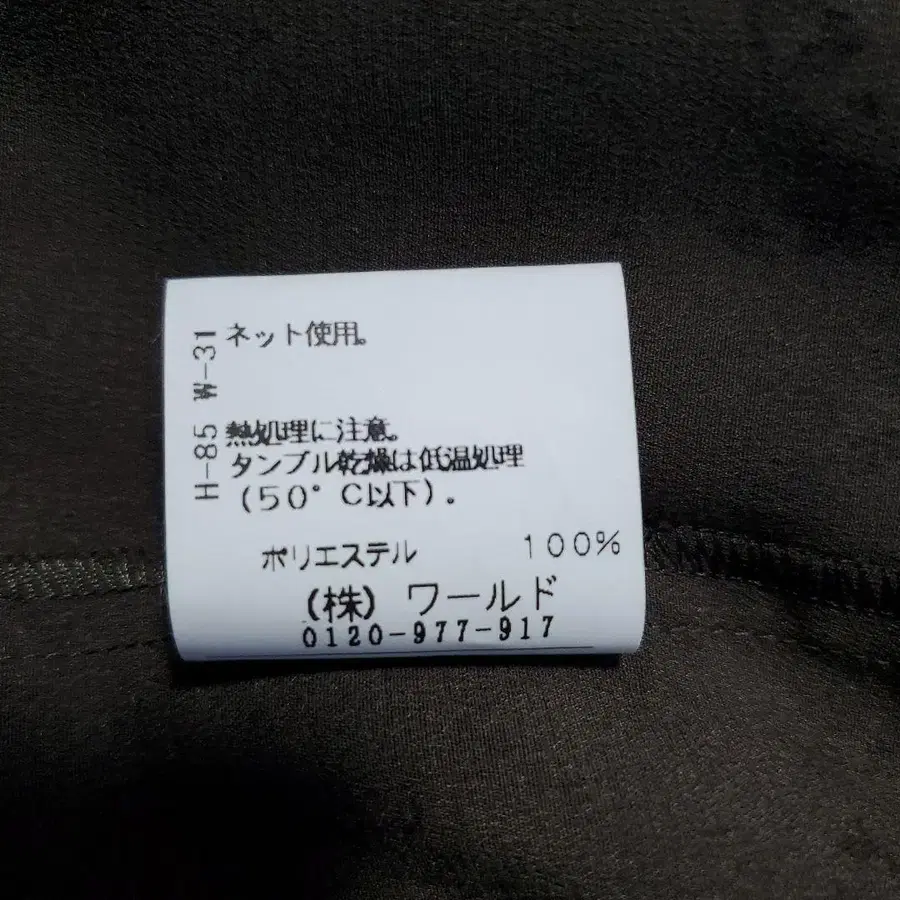 H-85 W-31
ネット使用。
熱処理に注意。
タンブル乾燥は低温処理
(50°C以下)。
ポリエステル 100%
(株) ワールド
0120-977-917